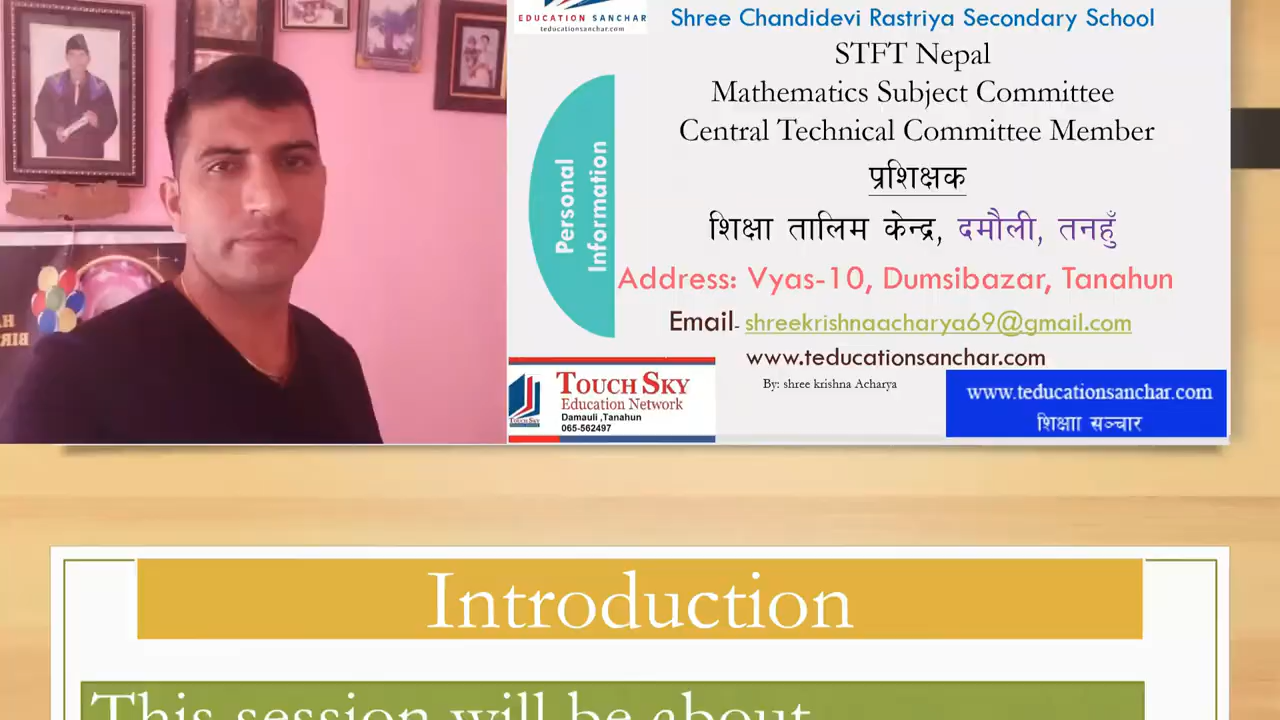 EDUCATION SANCHAR
teducationsanchar.com
Shree Chandidevi Rastriya Secondary School
STFT Nepal
Mathematics Subject Committee
Central Technical Committee Member
प्रशिक्षक
शिक्षा तालिम केन्द्र, दमौली, तनहुँ
Personal
Information
Address: Vyas-10, Dumsibazar, Tanahun
Email- shreekrishnaacharya69@gmail.com
www.teducationsanchar.com
By: shree krishna Acharya
TOUCH SKY
Education Network
Damauli ,Tanahun
065-562497
www.teducationsanchar.com
शिक्षाा सञ्चार
Introduction
This session will be about